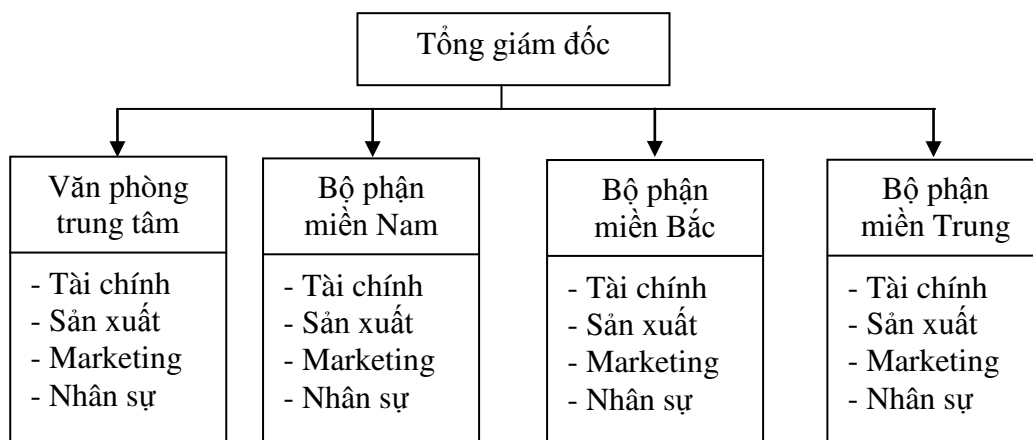 Tổng giám đốc
Văn phòng
trung tâm
- Tài chính
- Sản xuất
- Marketing
- Nhân sự
Bộ phận
miền Nam
- Tài chính
- Sản xuất
- Marketing
- Nhân sự
Bộ phận
miền Bắc
- Tài chính
- Sản xuất
- Marketing
- Nhân sự
Bộ phận
miền Trung
- Tài chính
- Sản xuất
- Marketing
- Nhân sự